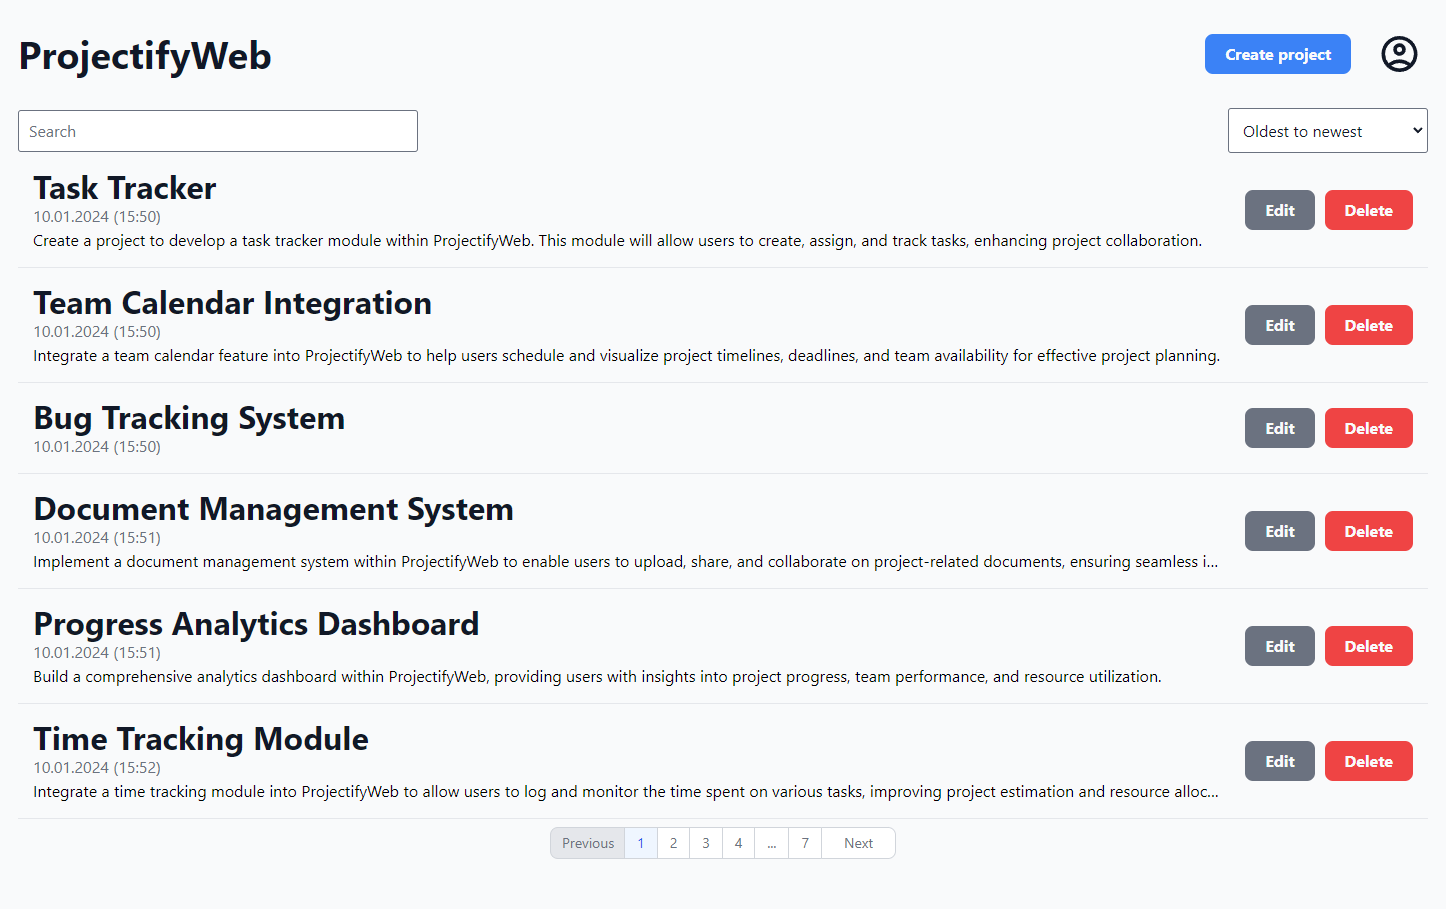 ProjectifyWeb
Create project
Search
Oldest to newest
Task Tracker
10.01.2024 (15:50)
Create a project to develop a task tracker module within ProjectifyWeb. This module will allow users to create, assign, and track tasks, enhancing project collaboration.
Edit
Delete
Team Calendar Integration
10.01.2024 (15:50)
Integrate a team calendar feature into ProjectifyWeb to help users schedule and visualize project timelines, deadlines, and team availability for effective project planning.
Edit
Delete
Bug Tracking System
10.01.2024 (15:50)
Edit
Delete
Document Management System
10.01.2024 (15:51)
Implement a document management system within ProjectifyWeb to enable users to upload, share, and collaborate on project-related documents, ensuring seamless i...
Edit
Delete
Progress Analytics Dashboard
10.01.2024 (15:51)
Build a comprehensive analytics dashboard within ProjectifyWeb, providing users with insights into project progress, team performance, and resource utilization.
Edit
Delete
Time Tracking Module
10.01.2024 (15:52)
Integrate a time tracking module into ProjectifyWeb to allow users to log and monitor the time spent on various tasks, improving project estimation and resource alloc...
Edit
Delete
Previous 1 2 3 4 ... 7 Next